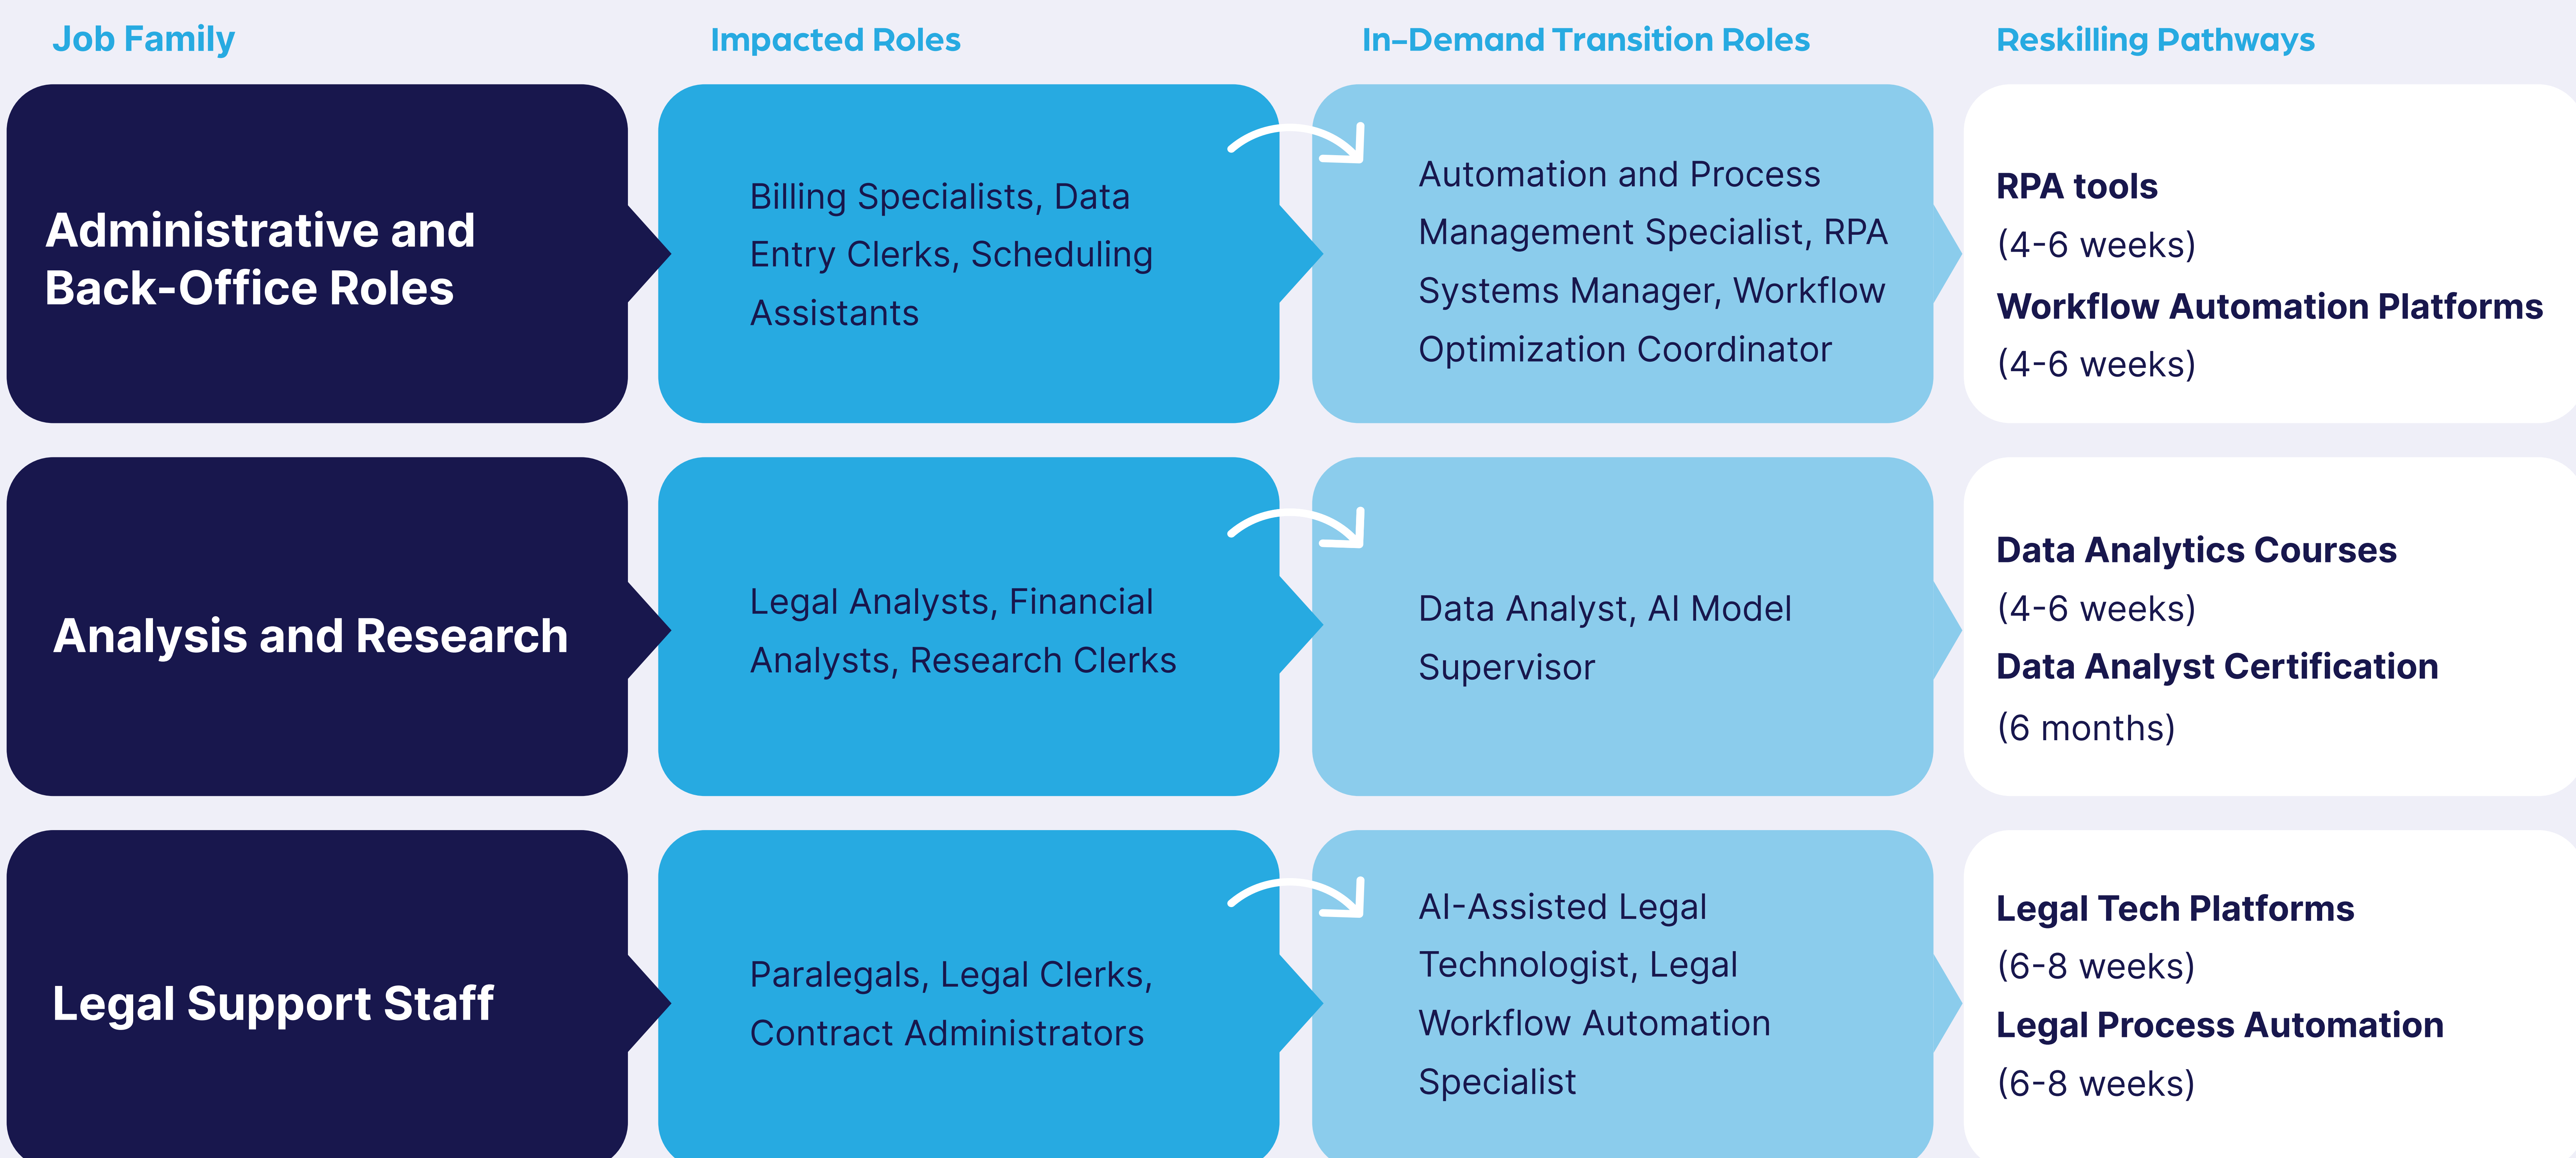 Job Family
Impacted Roles
In-Demand Transition Roles
Reskilling Pathways
Administrative and
Back-Office Roles
Billing Specialists, Data
Entry Clerks, Scheduling
Assistants
Automation and Process
Management Specialist, RPA
Systems Manager, Workflow
Optimization Coordinator
RPA tools
(4-6 weeks)
Workflow Automation Platforms
(4-6 weeks)
Analysis and Research
Legal Analysts, Financial
Analysts, Research Clerks
Data Analyst, AI Model
Supervisor
Data Analytics Courses
(4-6 weeks)
Data Analyst Certification
(6 months)
Legal Support Staff
Paralegals, Legal Clerks,
Contract Administrators
AI-Assisted Legal
Technologist, Legal
Workflow Automation
Specialist
Legal Tech Platforms
(6-8 weeks)
Legal Process Automation
(6-8 weeks)